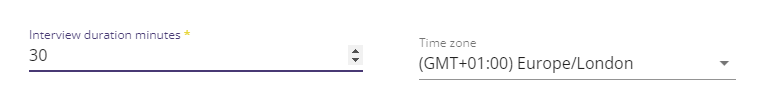 Interview duration minutes *
30
Time zone
(GMT+01:00) Europe/London